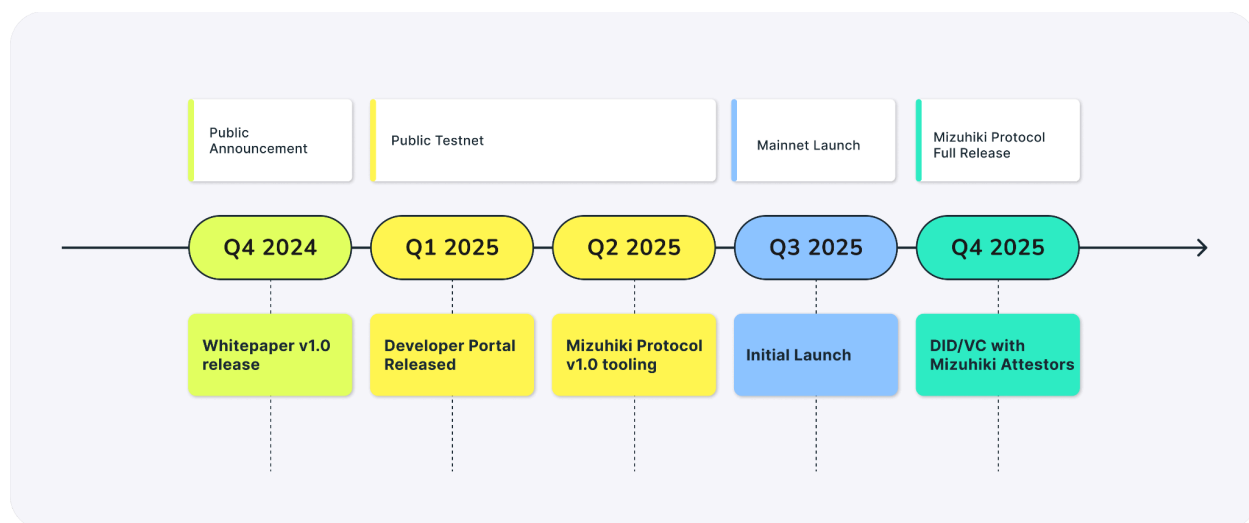 Public
Announcement
Public Testnet
Mainnet Launch
Mizuhiki Protocol
Full Release
Q4 2024
Q1 2025
Q2 2025
Q3 2025
Q4 2025
Whitepaper v1.0
release
Developer Portal
Released
Mizuhiki Protocol
v1.0 tooling
Initial Launch
DID/VC with
Mizuhiki Attestors